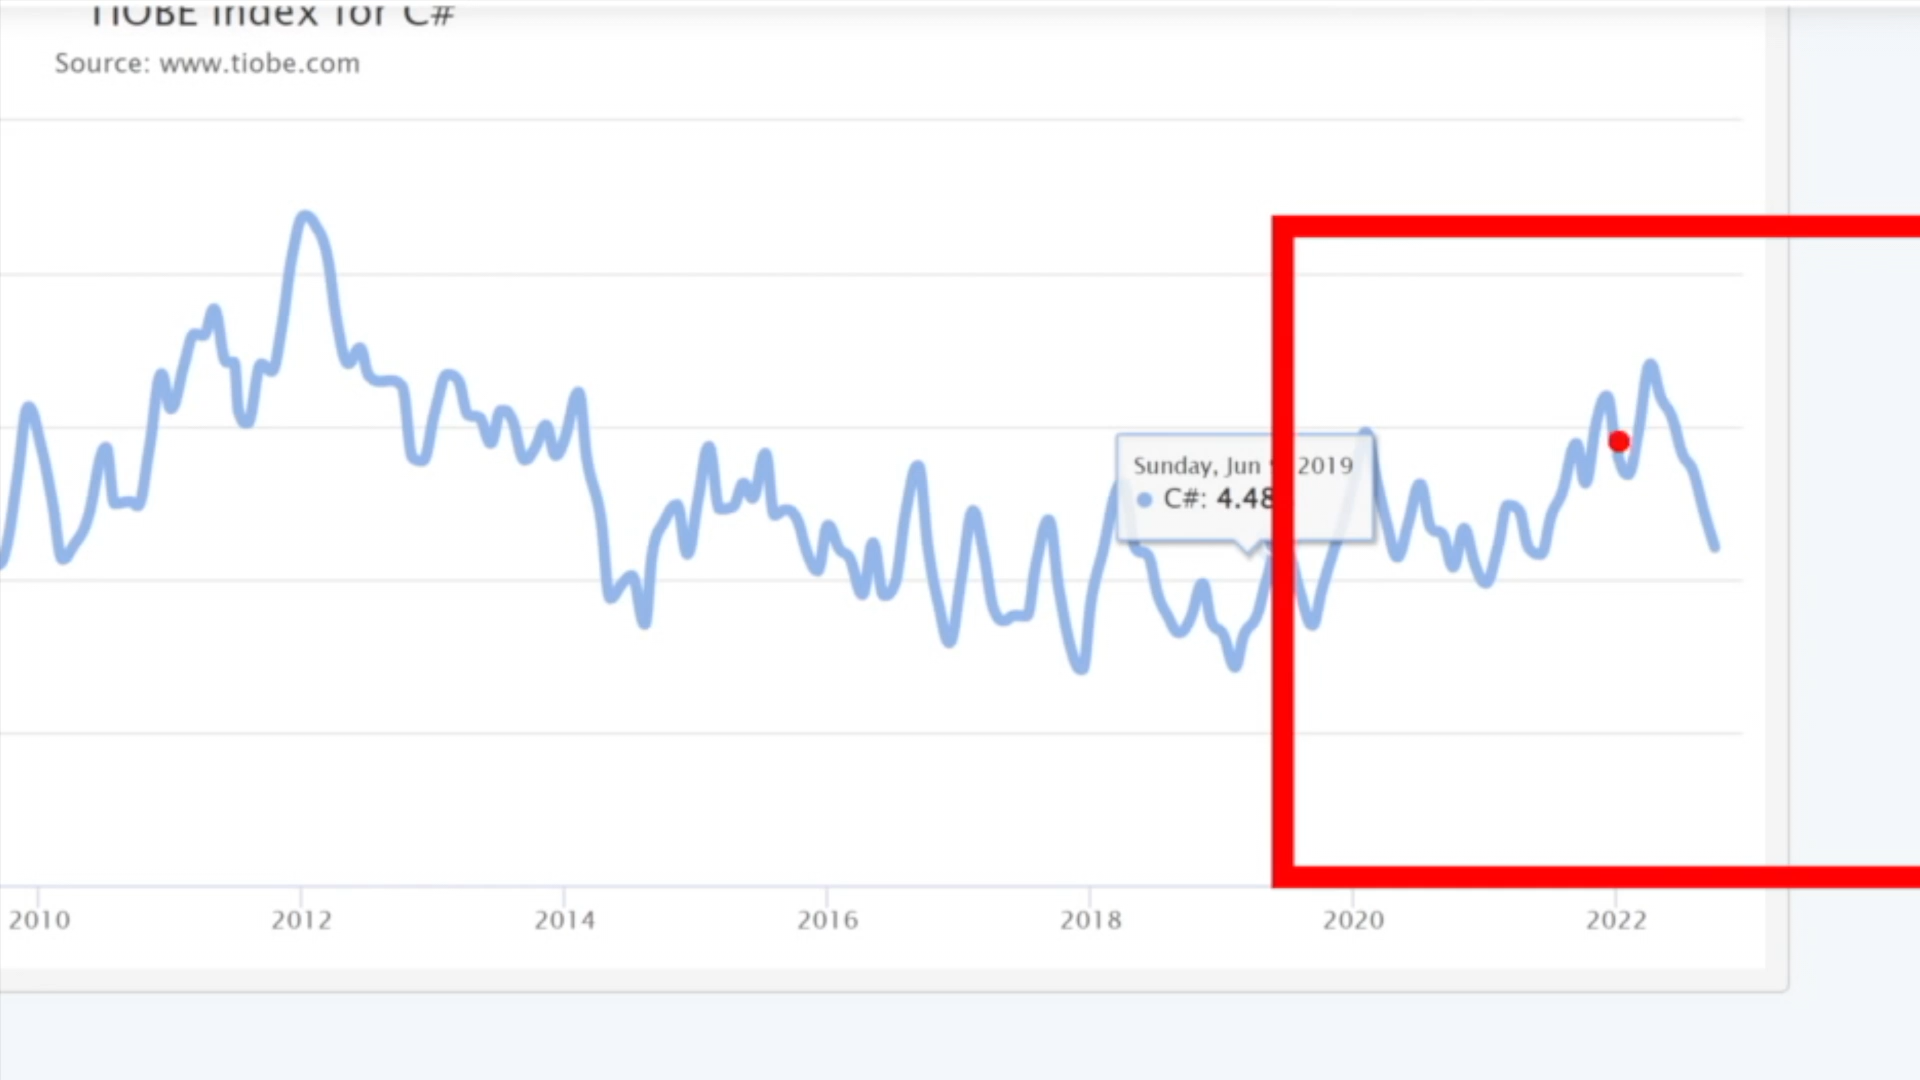 TIOBE Index for C#
Source: www.tiobe.com
Sunday, Jun 2019
C#: 4.48
2010 2012 2014 2016 2018 2020 2022